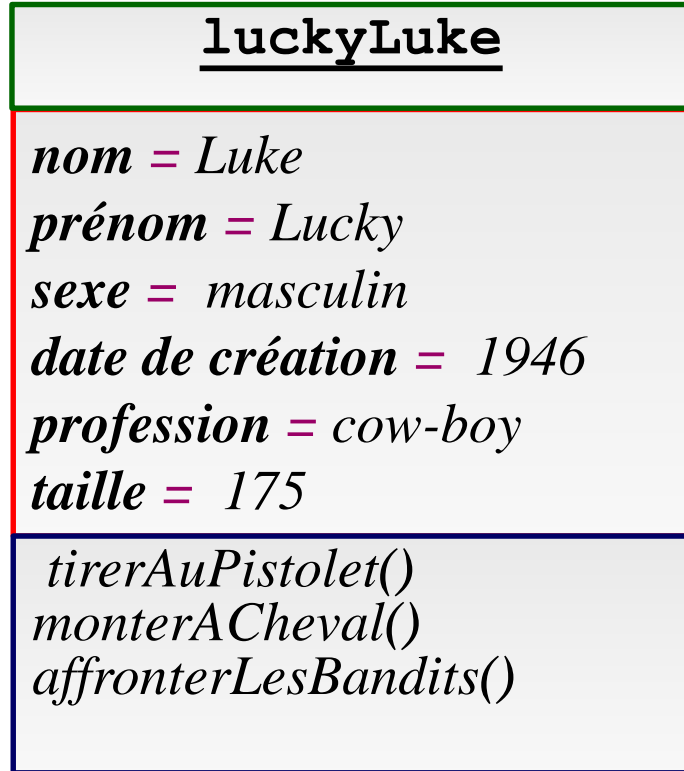 luckyLuke
nom = Luke
prénom = Lucky
sexe = masculin
date de création = 1946
profession = cow-boy
taille = 175
tirerAuPistolet()
monterACheval()
affronterLesBandits()